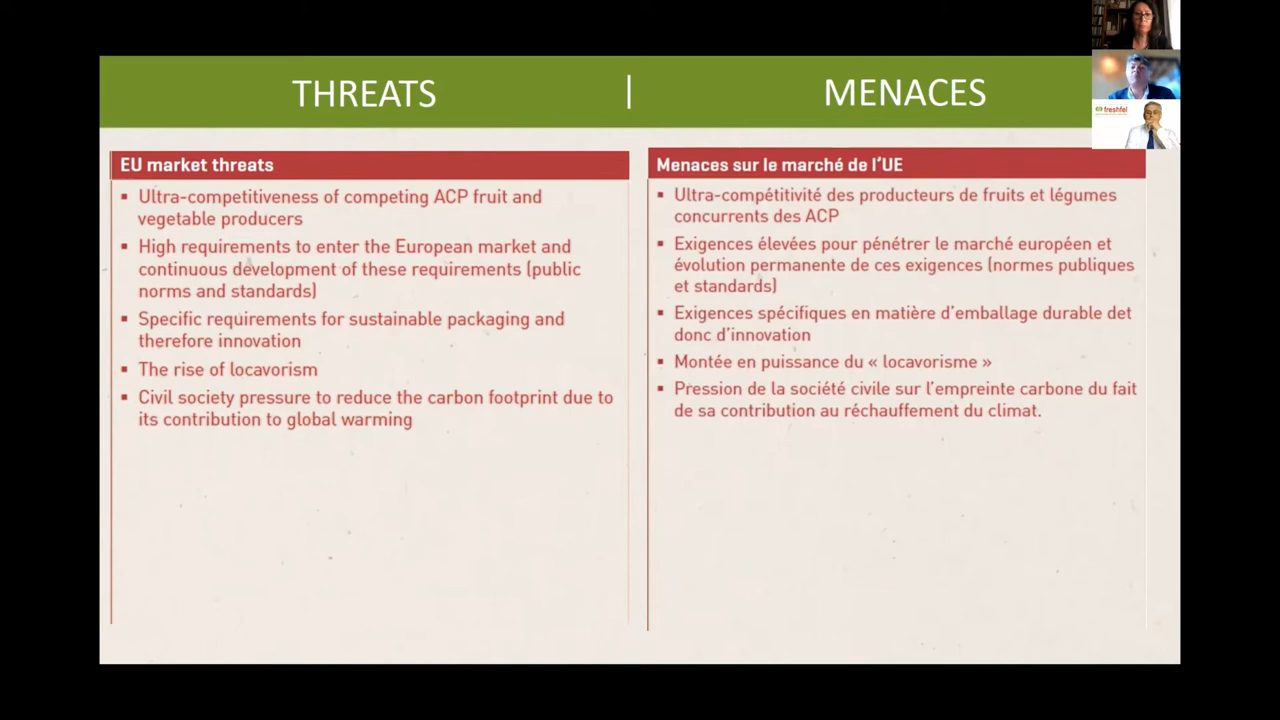 THREATS | MENACES
freshfel
EU market threats
▪ Ultra-competitiveness of competing ACP fruit and
vegetable producers
▪ High requirements to enter the European market and
continuous development of these requirements (public
norms and standards)
▪ Specific requirements for sustainable packaging and
therefore innovation
▪ The rise of locavorism
▪ Civil society pressure to reduce the carbon footprint due to
its contribution to global warming
Menaces sur le marché de l’UE
▪ Ultra-compétitivité des producteurs de fruits et légumes
concurrents des ACP
▪ Exigences élevées pour pénétrer le marché européen et
évolution permanente de ces exigences (normes publiques
et standards)
▪ Exigences spécifiques en matière d’emballage durable det
donc d’innovation
▪ Montée en puissance du « locavorisme »
▪ Pression de la société civile sur l’empreinte carbone du fait
de sa contribution au réchauffement du climat.